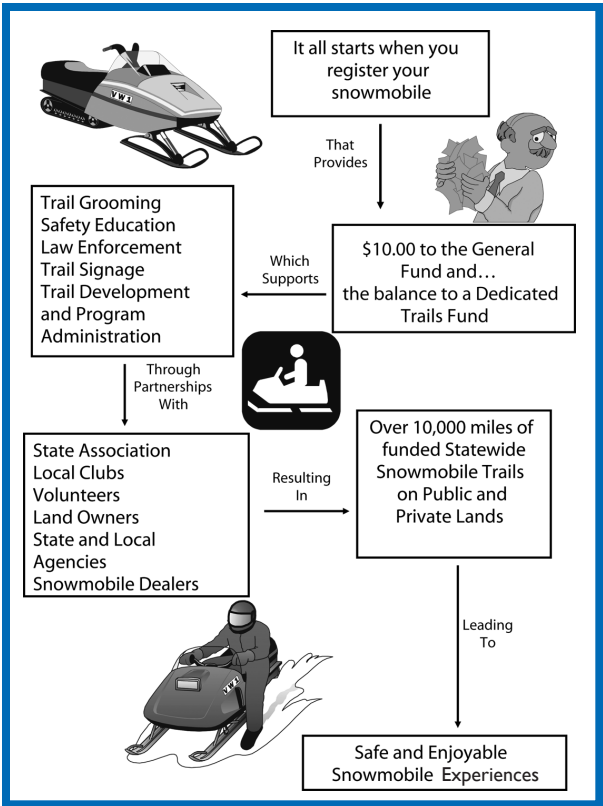 It all starts when you
register your
snowmobile
VW1
That
Provides
$10.00 to the General
Fund and...
the balance to a Dedicated
Trails Fund
Which
Supports
Trail Grooming
Safety Education
Law Enforcement
Trail Signage
Trail Development
and Program
Administration
Through
Partnerships
With
State Association
Local Clubs
Volunteers
Land Owners
State and Local
Agencies
Snowmobile Dealers
Resulting
In
Over 10,000 miles of
funded Statewide
Snowmobile Trails
on Public and
Private Lands
Leading
To
VW1
Safe and Enjoyable
Snowmobile Experiences